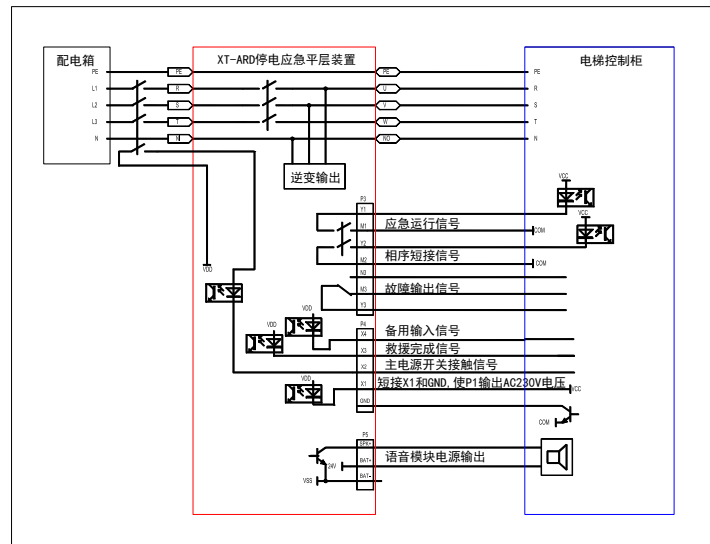 配电箱
XT-ARD停电应急平层装置
电梯控制柜
PE PE PE PE
L1 R U R
L2 S V S
L3 T W T
N NI NO N
逆变输出
VCC
P3
Y1
VCC
M1 应急运行信号 COM
Y2
M2 相序短接信号 COM
VDD
N3
M3 故障输出信号
Y3
VDD
P4
X4 备用输入信号
VDD
X3 救援完成信号
X2 主电源开关接触信号
VDD
X1 短接X1和GND,使P1输出AC230V电压 VCC
GND
COM
P5
SPK+
24V BAT+ 语音模块电源输出
VSS BAT-